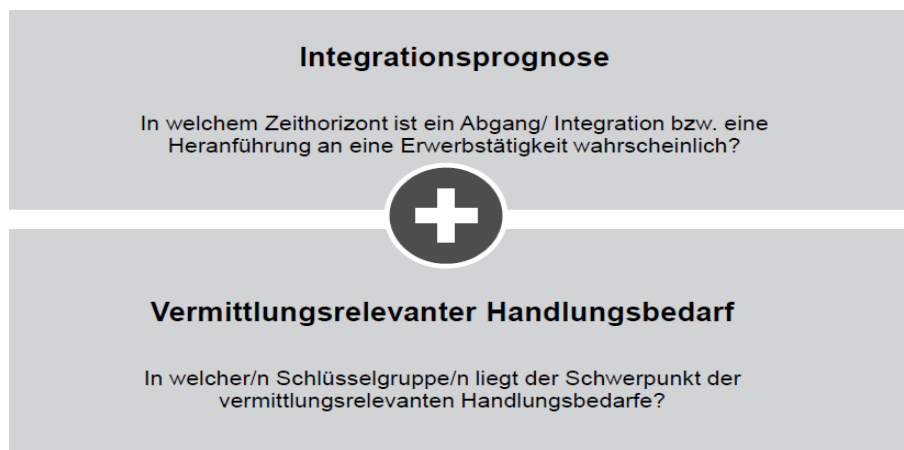 Integrationsprognose
In welchem Zeithorizont ist ein Abgang/ Integration bzw. eine
Heranführung an eine Erwerbstätigkeit wahrscheinlich?
Vermittlungsrelevanter Handlungsbedarf
In welcher/n Schlüsselgruppe/n liegt der Schwerpunkt der
vermittlungsrelevanten Handlungsbedarfe?